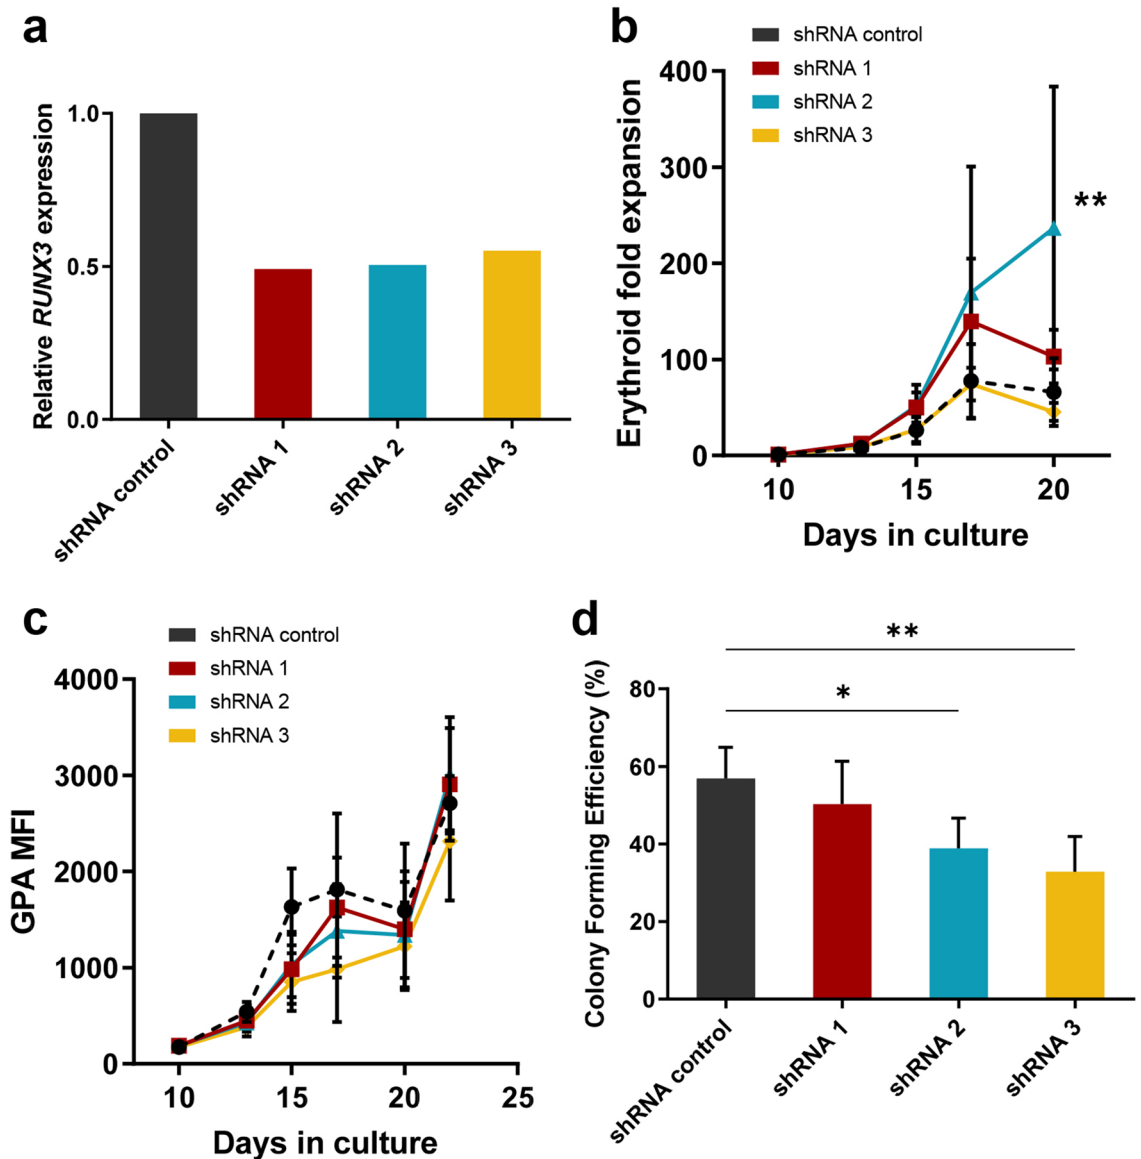 a
Relative RUNX3 expression
1.0
0.5
0.0
shRNA control
shRNA 1
shRNA 2
shRNA 3
b
shRNA control
shRNA 1
shRNA 2
shRNA 3
Erythroid fold expansion
400
300
200
100
0
**
10
15
20
Days in culture
c
shRNA control
shRNA 1
shRNA 2
shRNA 3
GPA MFI
4000
3000
2000
1000
0
10
15
20
25
Days in culture
d
**
*
Colony Forming Efficiency (%)
80
60
40
20
0
shRNA control
shRNA 1
shRNA 2
shRNA 3